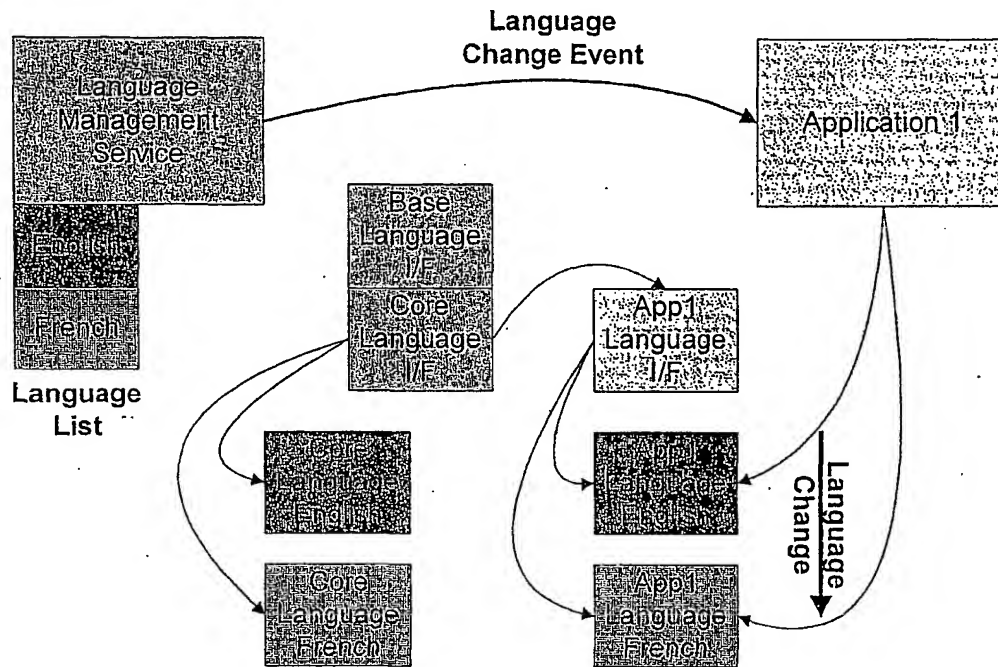 Language
Change Event
Language
Management
Service
Application 1
English
French
Language
List
Base
Language
I/F
Core
Language
I/F
App1
Language
I/F
Core
Language
English
App1
Language
English
Language
Change
Core
Language
French
App1
Language
French